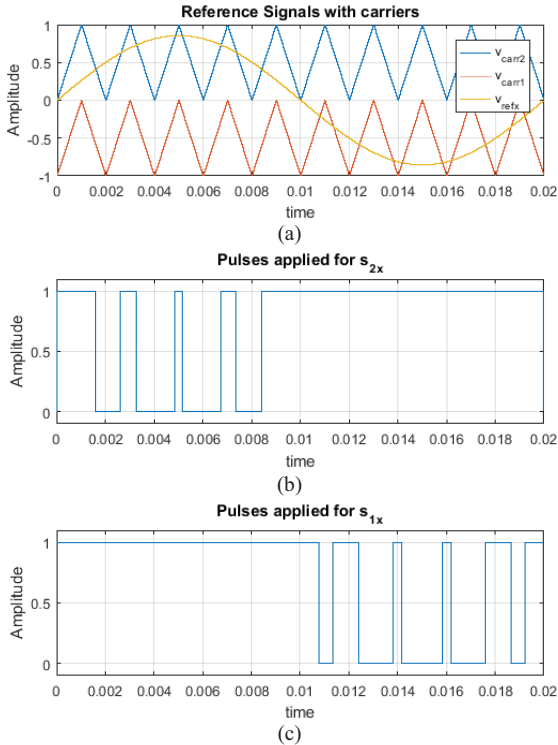 Reference Signals with carriers
1
0.5
0
-0.5
-1
Amplitude
v_carr2
v_carr1
v_refx
0 0.002 0.004 0.006 0.008 0.01 0.012 0.014 0.016 0.018 0.02
time
(a)
Pulses applied for s_2x
1
0.5
0
Amplitude
0 0.002 0.004 0.006 0.008 0.01 0.012 0.014 0.016 0.018 0.02
time
(b)
Pulses applied for s_1x
1
0.5
0
Amplitude
0 0.002 0.004 0.006 0.008 0.01 0.012 0.014 0.016 0.018 0.02
time
(c)